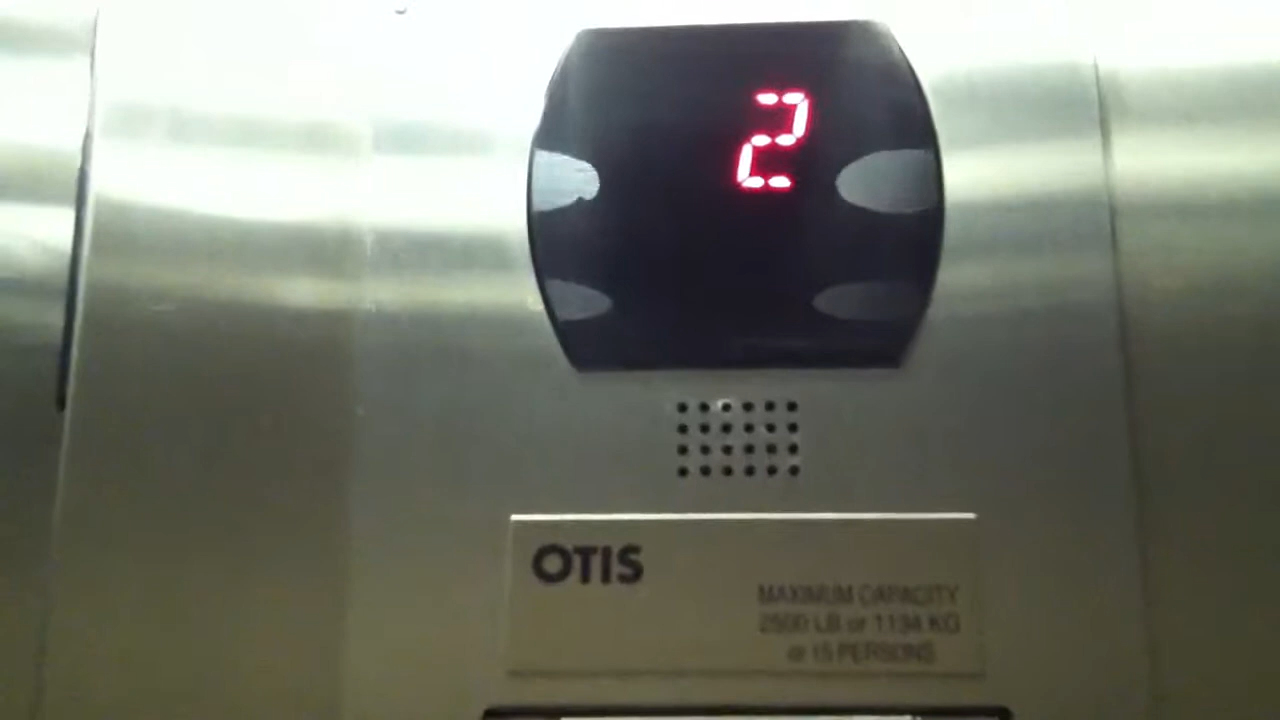 2
OTIS
MAXIMUM CAPACITY
2500 LB or 1134 KG
or 15 PERSONS